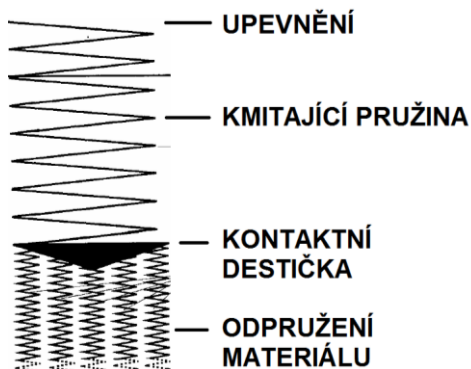 UPEVNĚNÍ
KMITAJÍCÍ PRUŽINA
KONTAKTNÍ
DESTIČKA
ODPRUŽENÍ
MATERIÁLU